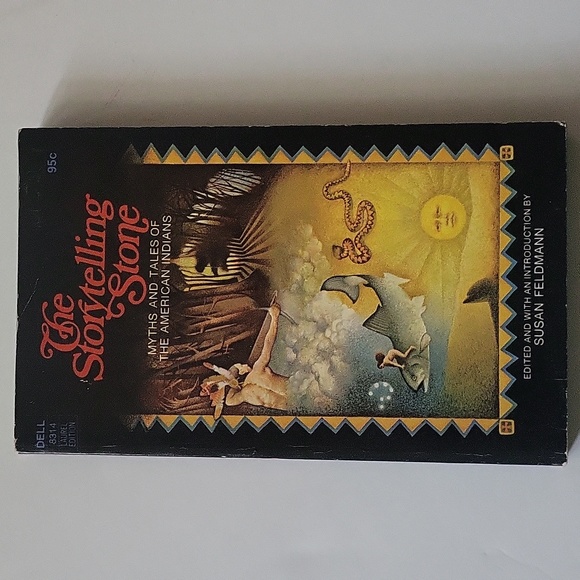 95c
The
Storytelling
Stone
MYTHS AND TALES OF
THE AMERICAN INDIANS
DELL
8314
LAUREL
EDITION
EDITED AND WITH AN INTRODUCTION BY
SUSAN FELDMANN